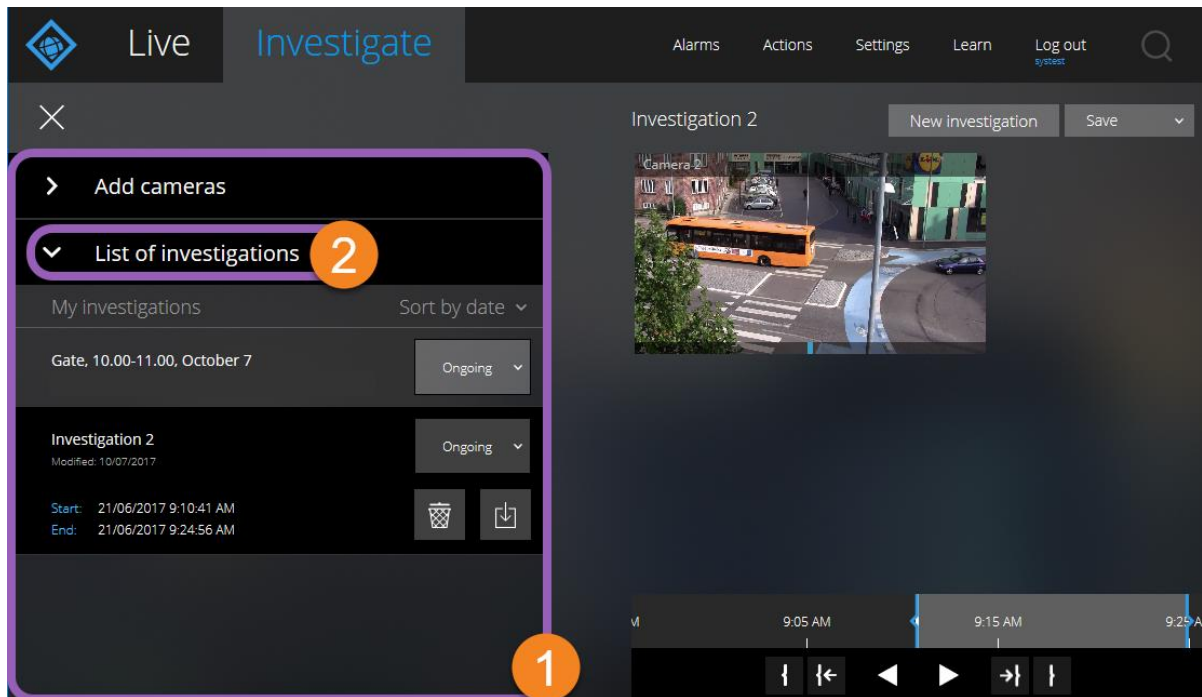 Live
Investigate
Alarms
Actions
Settings
Learn
Log out
systest
Investigation 2
New investigation
Save
Add cameras
List of investigations
2
My investigations
Sort by date
Gate, 10.00-11.00, October 7
Ongoing
Investigation 2
Modified: 10/07/2017
Ongoing
Start: 21/06/2017 9:10:41 AM
End: 21/06/2017 9:24:56 AM
Camera 2
9:05 AM
9:15 AM
1